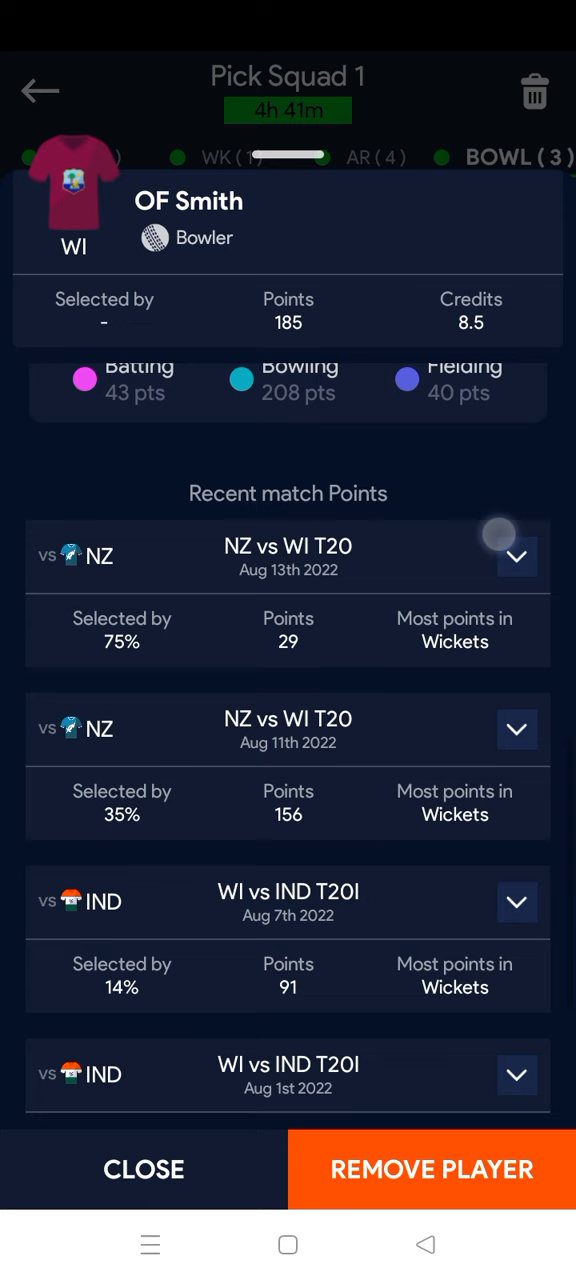 Pick Squad 1
4h 41m
WK ( 1 AR ( 4 ) BOWL ( 3 )
OF Smith
WI Bowler
Selected by Points Credits
- 185 8.5
Batting Bowling Fielding
43 pts 208 pts 40 pts
Recent match Points
vs NZ NZ vs WI T20
Aug 13th 2022
Selected by Points Most points in
75% 29 Wickets
vs NZ NZ vs WI T20
Aug 11th 2022
Selected by Points Most points in
35% 156 Wickets
vs IND WI vs IND T20I
Aug 7th 2022
Selected by Points Most points in
14% 91 Wickets
vs IND WI vs IND T20I
Aug 1st 2022
CLOSE REMOVE PLAYER